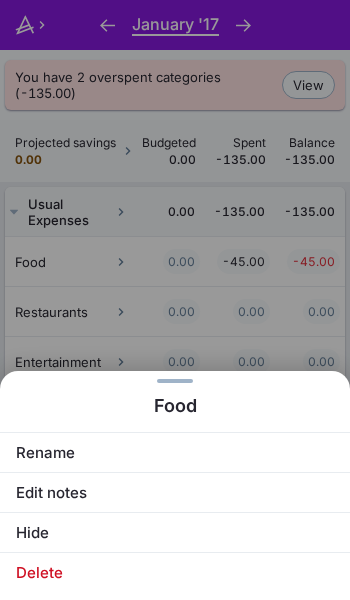 January '17
You have 2 overspent categories
(-135.00)
View
Projected savings Budgeted Spent Balance
0.00 0.00 -135.00 -135.00
Usual
Expenses 0.00 -135.00 -135.00
Food 0.00 -45.00 -45.00
Restaurants 0.00 0.00 0.00
Entertainment 0.00 0.00 0.00
Food
Rename
Edit notes
Hide
Delete